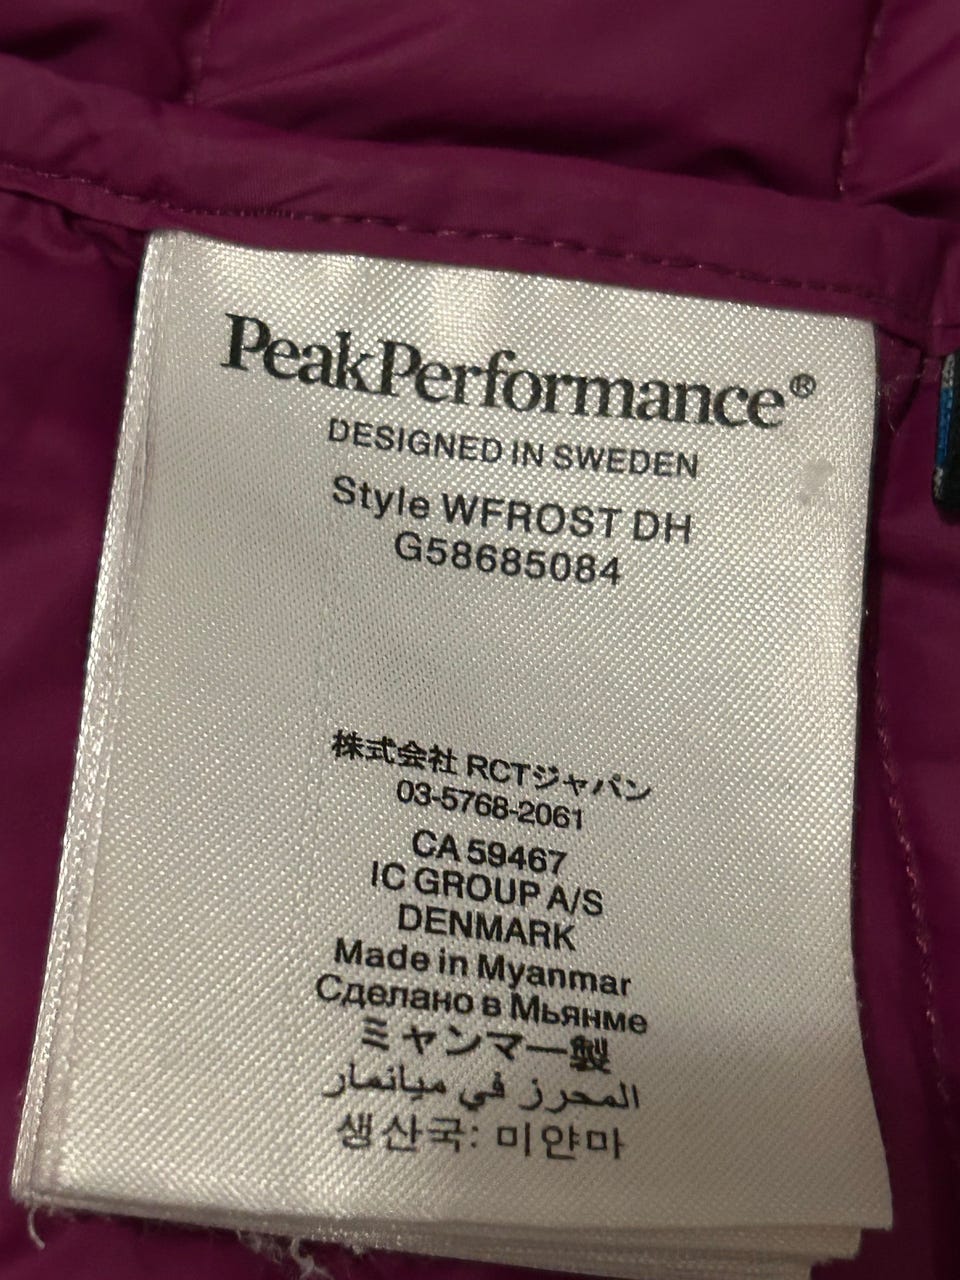 PeakPerformance®
DESIGNED IN SWEDEN
Style WFROST DH
G58685084
株式会社 RCTジャパン
03-5768-2061
CA 59467
IC GROUP A/S
DENMARK
Made in Myanmar
Сделано в Мьянме
ミャンマー製
المحرز في ميانمار
생산국: 미얀마